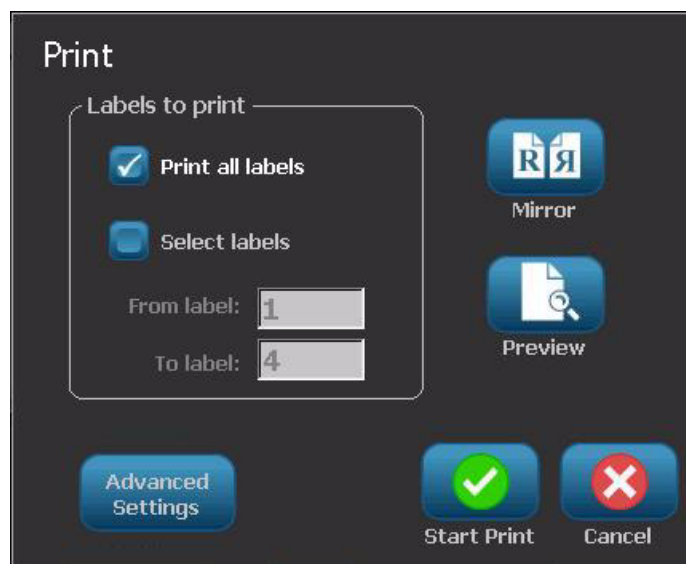 Print
Labels to print
Print all labels
Select labels
From label: 1
To label: 4
R Я
Mirror
Preview
Advanced
Settings
Start Print
Cancel